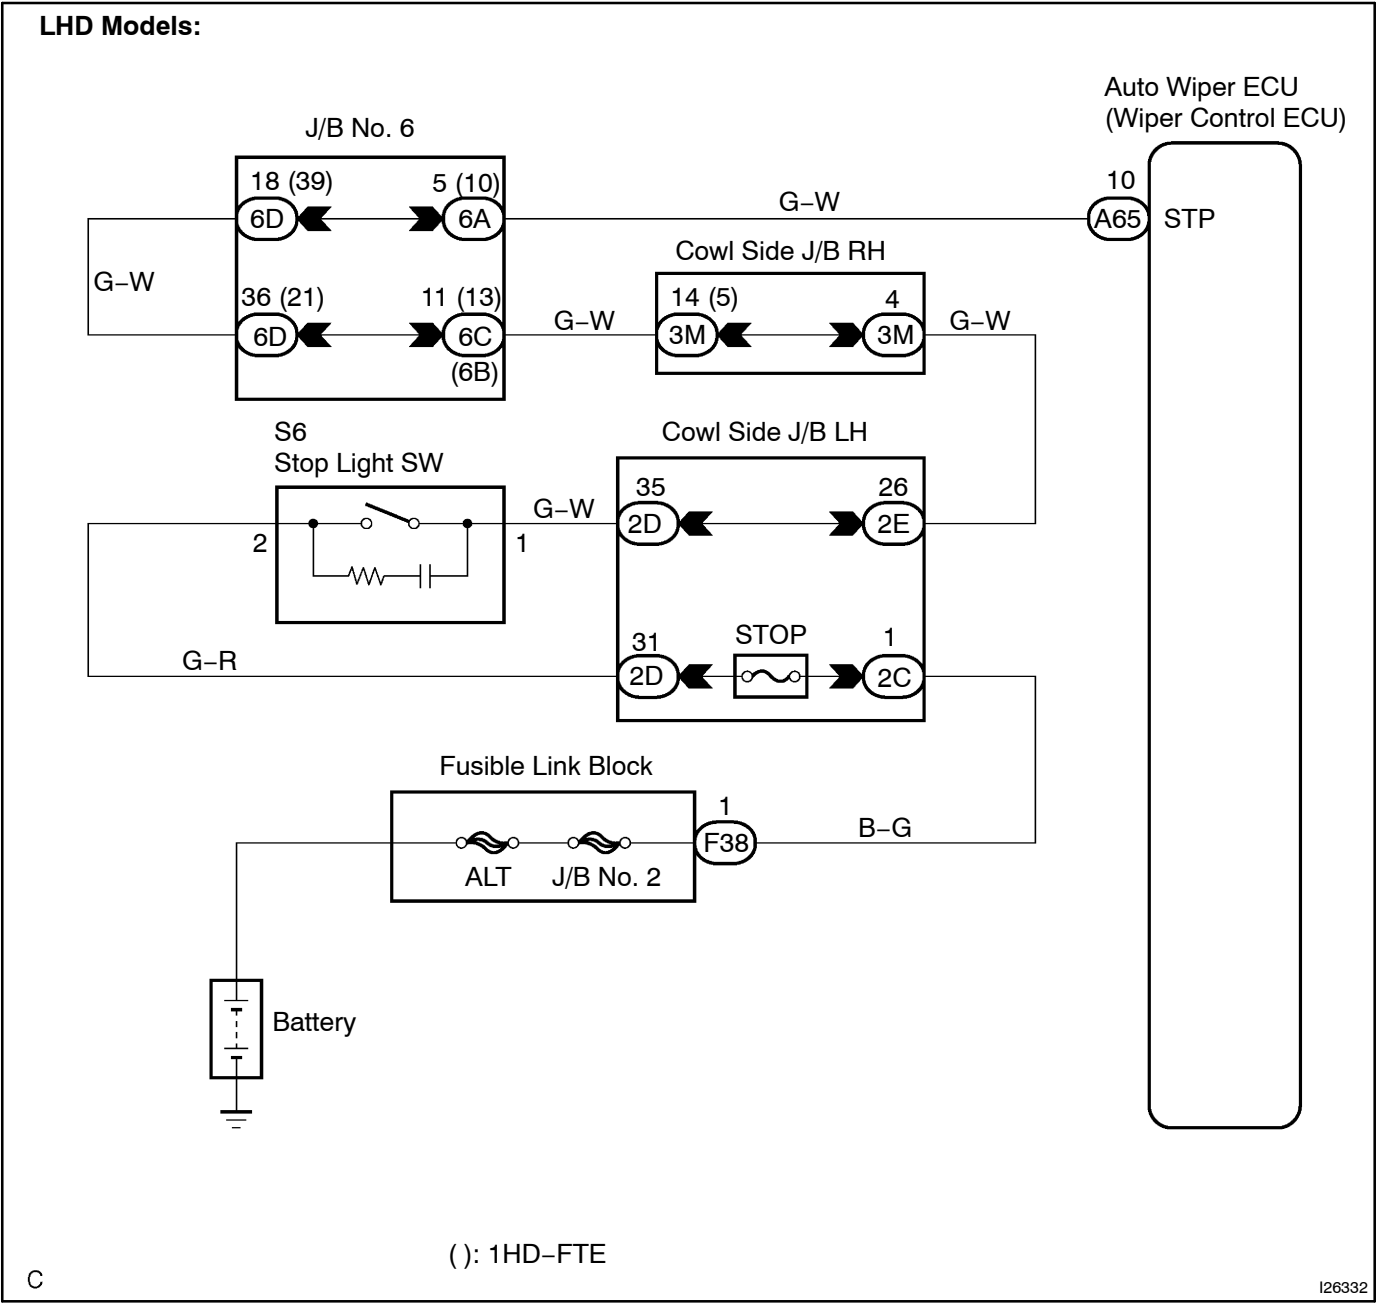 LHD Models:
Auto Wiper ECU
(Wiper Control ECU)
J/B No. 6
18 (39)
5 (10)
10
6D
6A
G−W
A65
STP
Cowl Side J/B RH
G−W
36 (21)
11 (13)
14 (5)
4
6D
6C
G−W
3M
3M
G−W
(6B)
S6
Stop Light SW
Cowl Side J/B LH
35
26
G−W
2D
2E
2
1
31
STOP
1
G−R
2D
2C
Fusible Link Block
1
F38
B−G
ALT
J/B No. 2
Battery
( ): 1HD−FTE
C
I26332